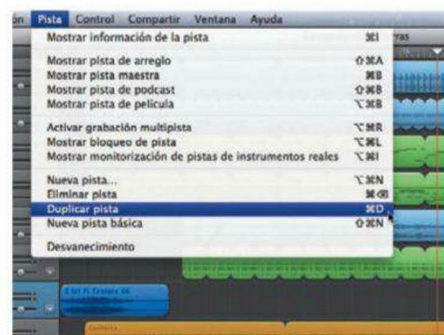 ón Pista Control Compartir Ventana Ayuda
Mostrar información de la pista ⌘I
ras
Mostrar pista de arreglo ⇧⌘A
Mostrar pista maestra ⌘B
Mostrar pista de podcast ⇧⌘B
Mostrar pista de película ⌥⌘B
Activar grabación multipista ⌥⌘R
Mostrar bloqueo de pista ⌥⌘L
Mostrar monitorización de pistas de instrumentos reales ⌥⌘I
Nueva pista... ⌥⌘N
Eliminar pista ⌘⌫
Duplicar pista ⌘D
Nueva pista básica ⇧⌘N
Desvanecimiento